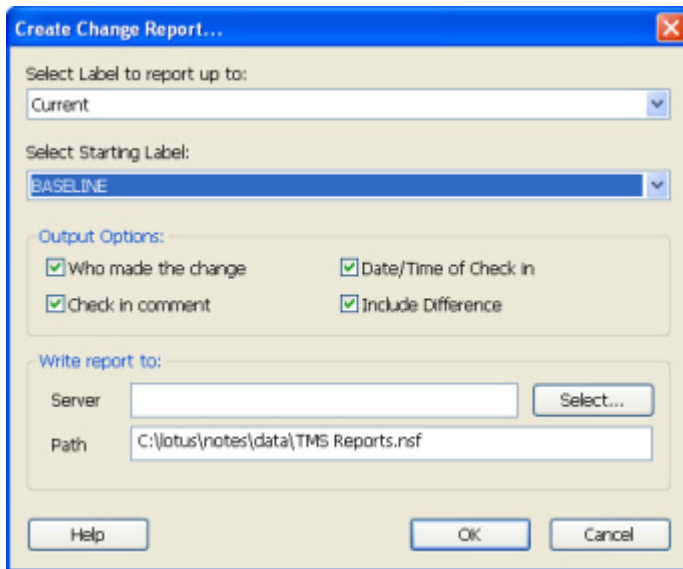 Create Change Report...
Select Label to report up to:
Current
Select Starting Label:
BASELINE
Output Options:
Who made the change
Date/Time of Check in
Check in comment
Include Difference
Write report to:
Server
Select...
Path
C:\lotus\notes\data\TMS Reports.nsf
Help
OK
Cancel